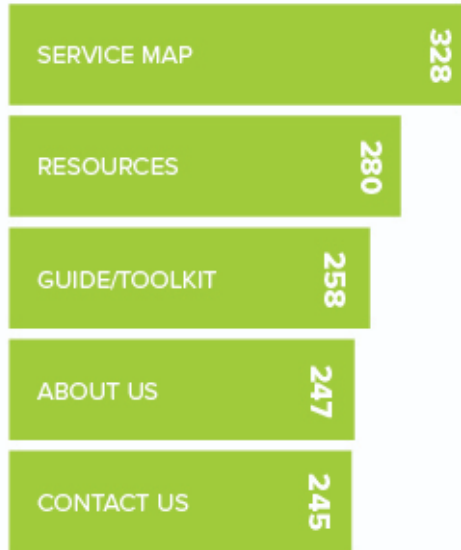 SERVICE MAP 328
RESOURCES 280
GUIDE/TOOLKIT 258
ABOUT US 247
CONTACT US 245